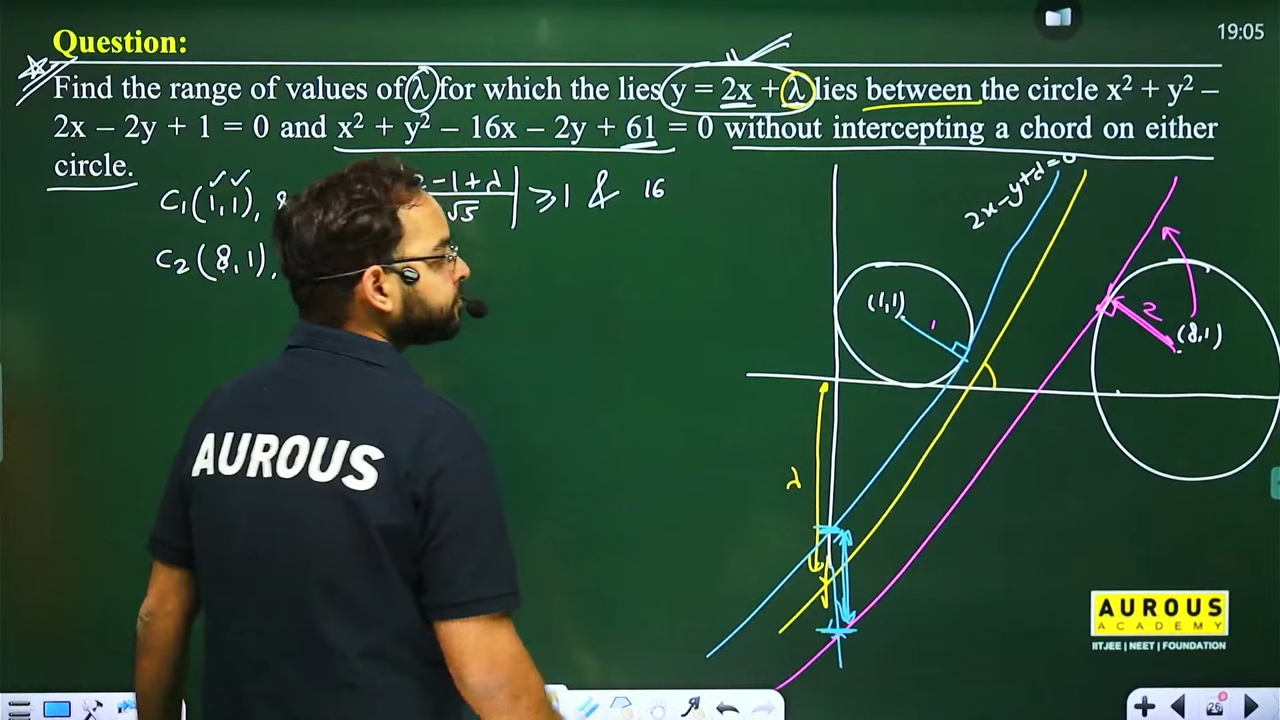 19:05
Question:
Find the range of values of λ for which the lies y = 2x + λ lies between the circle x² + y² –
2x – 2y + 1 = 0 and x² + y² – 16x – 2y + 61 = 0 without intercepting a chord on either
circle.
C₁(1,1), – 1 + λ / √5 | ⩾ 1 & 16
C₂(8,1),
2x – y + λ = 0
(1,1)
1
2
(8,1)
λ
AUROUS
AUROUS
ACADEMY
IITJEE | NEET | FOUNDATION
26